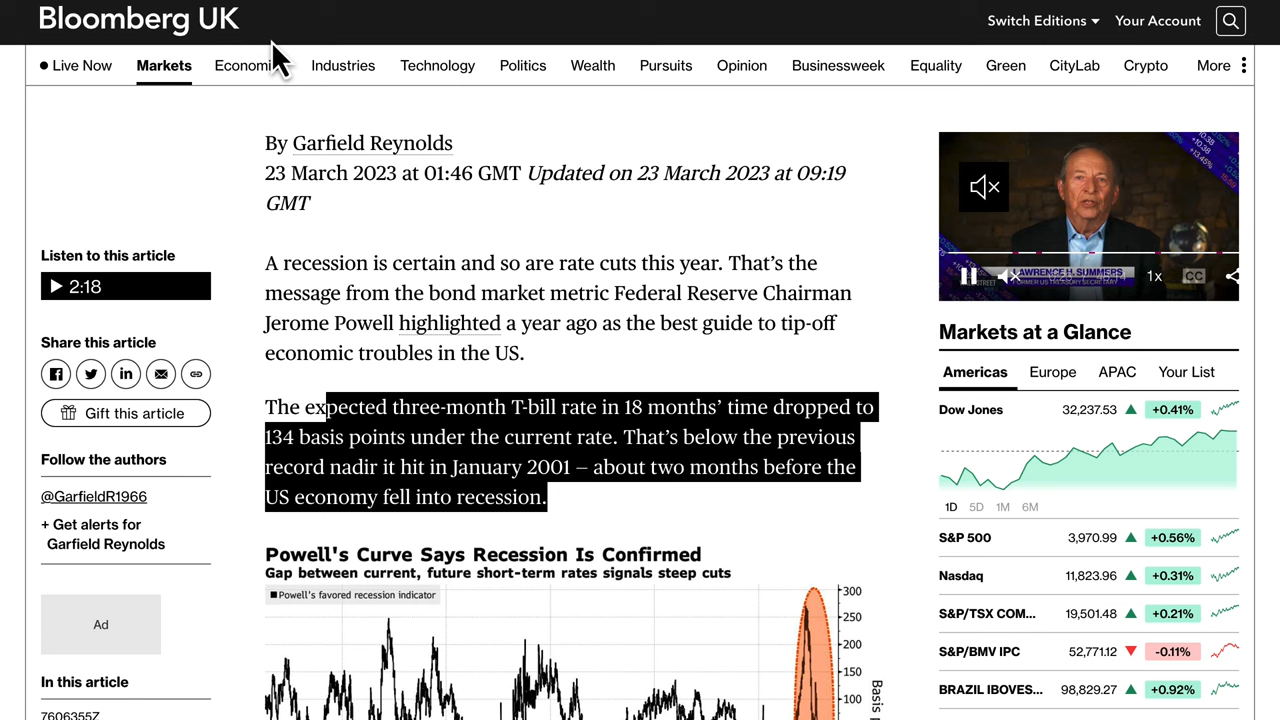 Bloomberg UK
Switch Editions
Your Account
Live Now
Markets
Industries
Technology
Politics
Wealth
Pursuits
Opinion
Businessweek
Equality
Green
CityLab
Crypto
More
By Garfield Reynolds
23 March 2023 at 01:46 GMT Updated on 23 March 2023 at 09:19
GMT
Listen to this article
2:18
Share this article
Gift this article
Follow the authors
@GarfieldR1966
+ Get alerts for
Garfield Reynolds
Ad
In this article
7606355Z
A recession is certain and so are rate cuts this year. That's the
message from the bond market metric Federal Reserve Chairman
Jerome Powell highlighted a year ago as the best guide to tip-off
economic troubles in the US.
The expected three-month T-bill rate in 18 months' time dropped to
134 basis points under the current rate. That's below the previous
record nadir it hit in January 2001 – about two months before the
US economy fell into recession.
Powell's Curve Says Recession Is Confirmed
Gap between current, future short-term rates signals steep cuts
Powell's favored recession indicator
300
250
200
150
100
LAWRENCE H. SUMMERS
FORMER US TREASURY SECRETARY
1x
CC
Markets at a Glance
Americas
Europe
APAC
Your List
Dow Jones 32,237.53 +0.41%
1D 5D 1M 6M
S&P 500 3,970.99 +0.56%
Nasdaq 11,823.96 +0.31%
S&P/TSX COM... 19,501.48 +0.21%
S&P/BMV IPC 52,771.12 -0.11%
BRAZIL IBOVES... 98,829.27 +0.92%